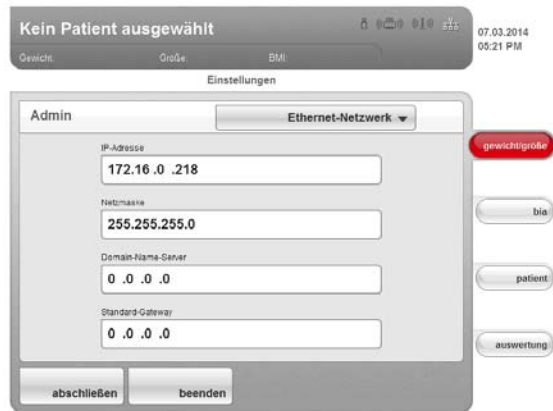 Kein Patient ausgewählt
07.03.2014
05:21 PM
Gewicht: Größe: BMI:
Einstellungen
Admin
Ethernet-Netzwerk
IP-Adresse
172.16 .0 .218
Netzmaske
255.255.255.0
Domain-Name-Server
0 .0 .0 .0
Standard-Gateway
0 .0 .0 .0
gewicht/größe
bia
patient
auswertung
abschließen
beenden